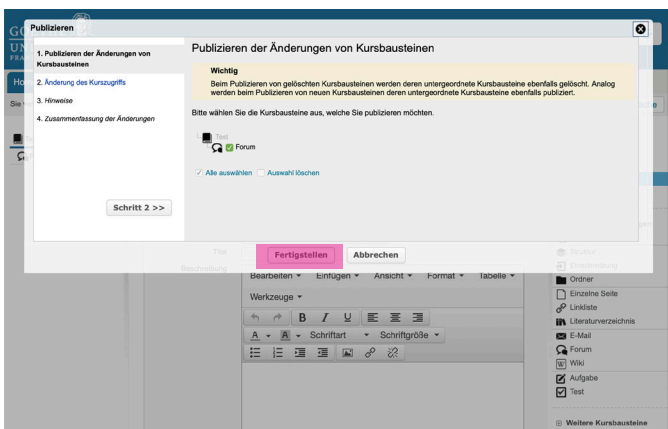 Publizieren
1. Publizieren der Änderungen von
Kursbausteinen
2. Änderung des Kurszugriffs
3. Hinweise
4. Zusammenfassung der Änderungen
Schritt 2 >>
Publizieren der Änderungen von Kursbausteinen
Wichtig
Beim Publizieren von gelöschten Kursbausteinen werden deren untergeordnete Kursbausteine ebenfalls gelöscht. Analog
werden beim Publizieren von neuen Kursbausteinen deren untergeordnete Kursbausteine ebenfalls publiziert.
Bitte wählen Sie die Kursbausteine aus, welche Sie publizieren möchten.
Test
Forum
Alle auswählen Auswahl löschen
Fertigstellen Abbrechen
Titel
Beschreibung
Bearbeiten Einfügen Ansicht Format Tabelle
Werkzeuge
B I U
A A Schriftart Schriftgröße
Struktur
Einschreibung
Ordner
Einzelne Seite
Linkliste
Literaturverzeichnis
E-Mail
Forum
Wiki
Aufgabe
Test
Weitere Kursbausteine